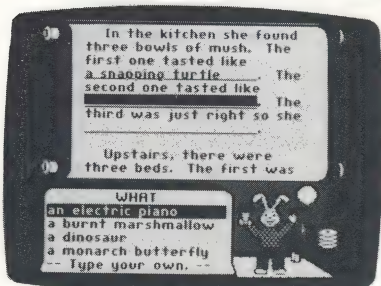 In the kitchen she found
three bowls of mush. The
first one tasted like
a snapping turtle. The
second one tasted like
. The
third was just right so she
.
Upstairs, there were
three beds. The first was
WHAT
an electric piano
a burnt marshmallow
a dinosaur
a monarch butterfly
-- Type your own. --